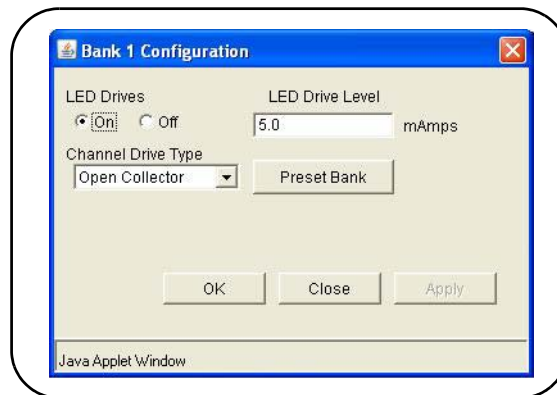 Bank 1 Configuration
LED Drives
LED Drive Level
On
Off
5.0
mAmps
Channel Drive Type
Open Collector
Preset Bank
OK
Close
Apply
Java Applet Window